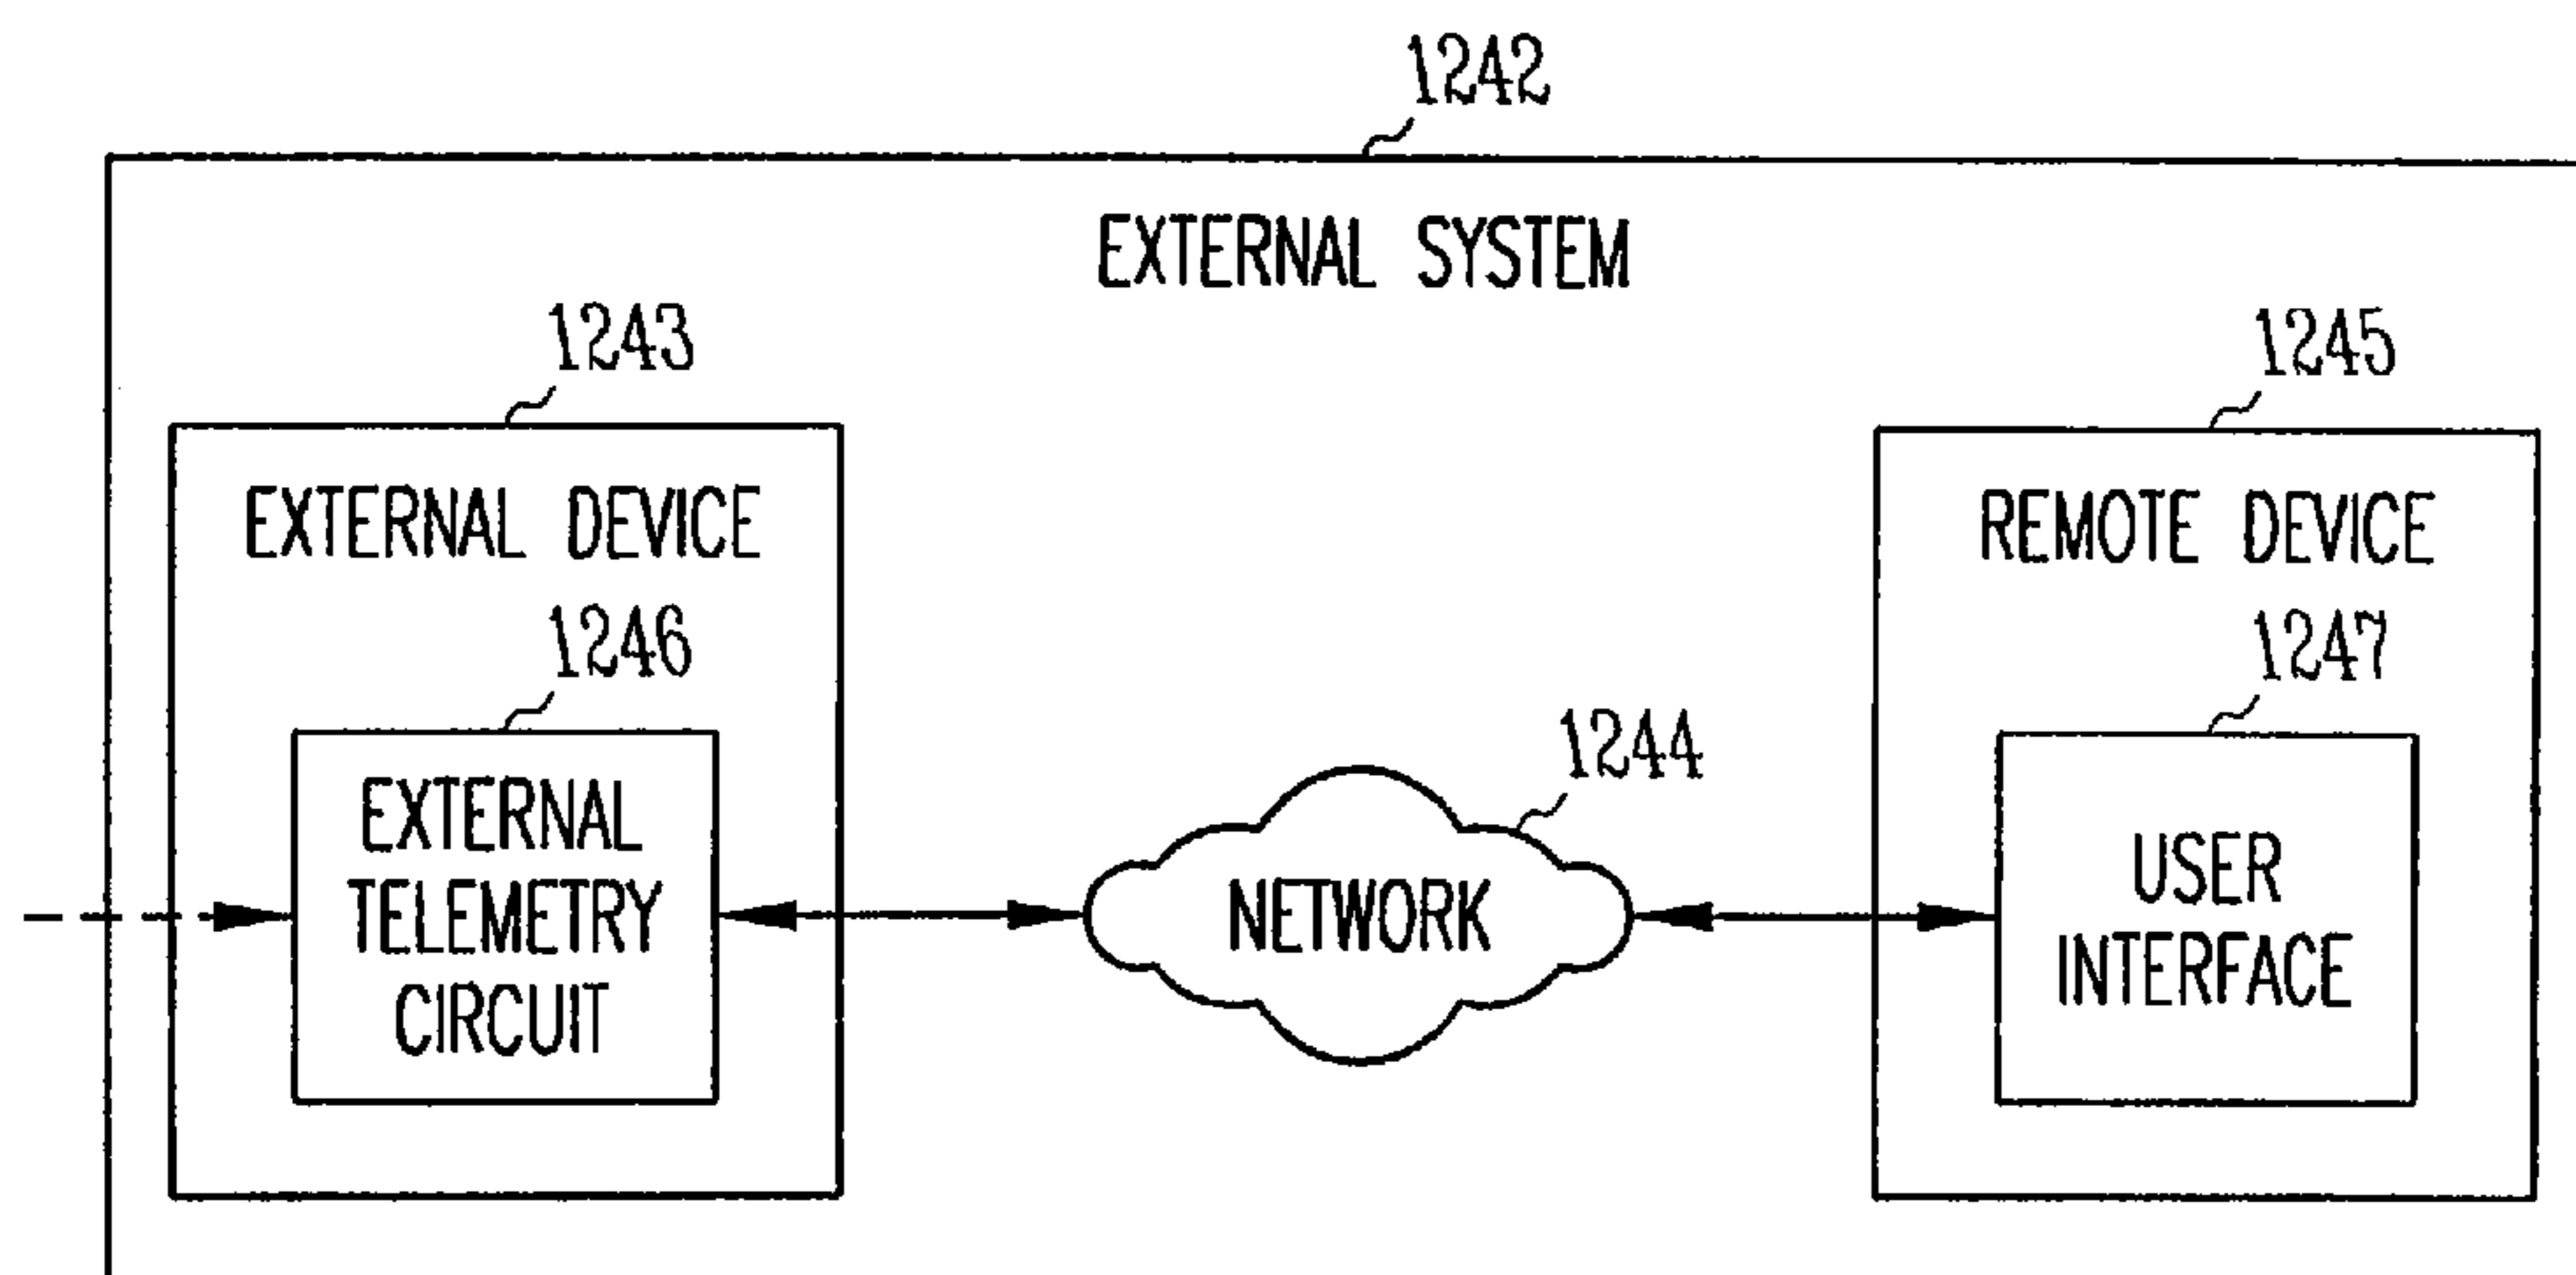 1242
EXTERNAL SYSTEM
1243
EXTERNAL DEVICE
1246
EXTERNAL
TELEMETRY
CIRCUIT
1244
NETWORK
1245
REMOTE DEVICE
1247
USER
INTERFACE